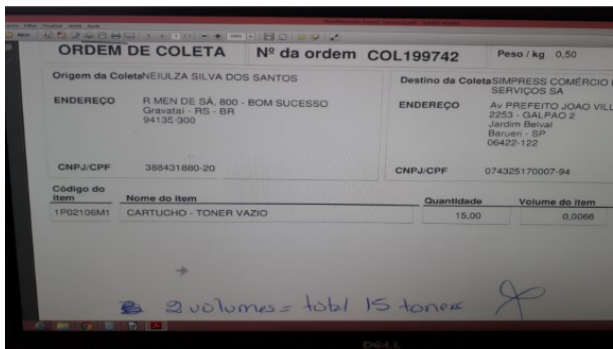 ORDEM DE COLETA Nº da ordem COL199742 Peso / kg 0,50
Origem da Coleta NEIULZA SILVA DOS SANTOS
ENDEREÇO R MEN DE SÁ, 800 - BOM SUCESSO
Gravatai - RS - BR
94135-300
CNPJ/CPF 388431880-20
Destino da Coleta SIMPRESS COMÉRCIO
SERVIÇOS SA
ENDEREÇO Av PREFEITO JOAO VILL
2253 - GALPAO 2
Jardim Belval
Barueri - SP
06422-122
CNPJ/CPF 074325170007-94
Código do item Nome do item Quantidade Volume do item
1P02106M1 CARTUCHO - TONER VAZIO 15,00 0,0066
2 volumes = total 15 toners
DELL